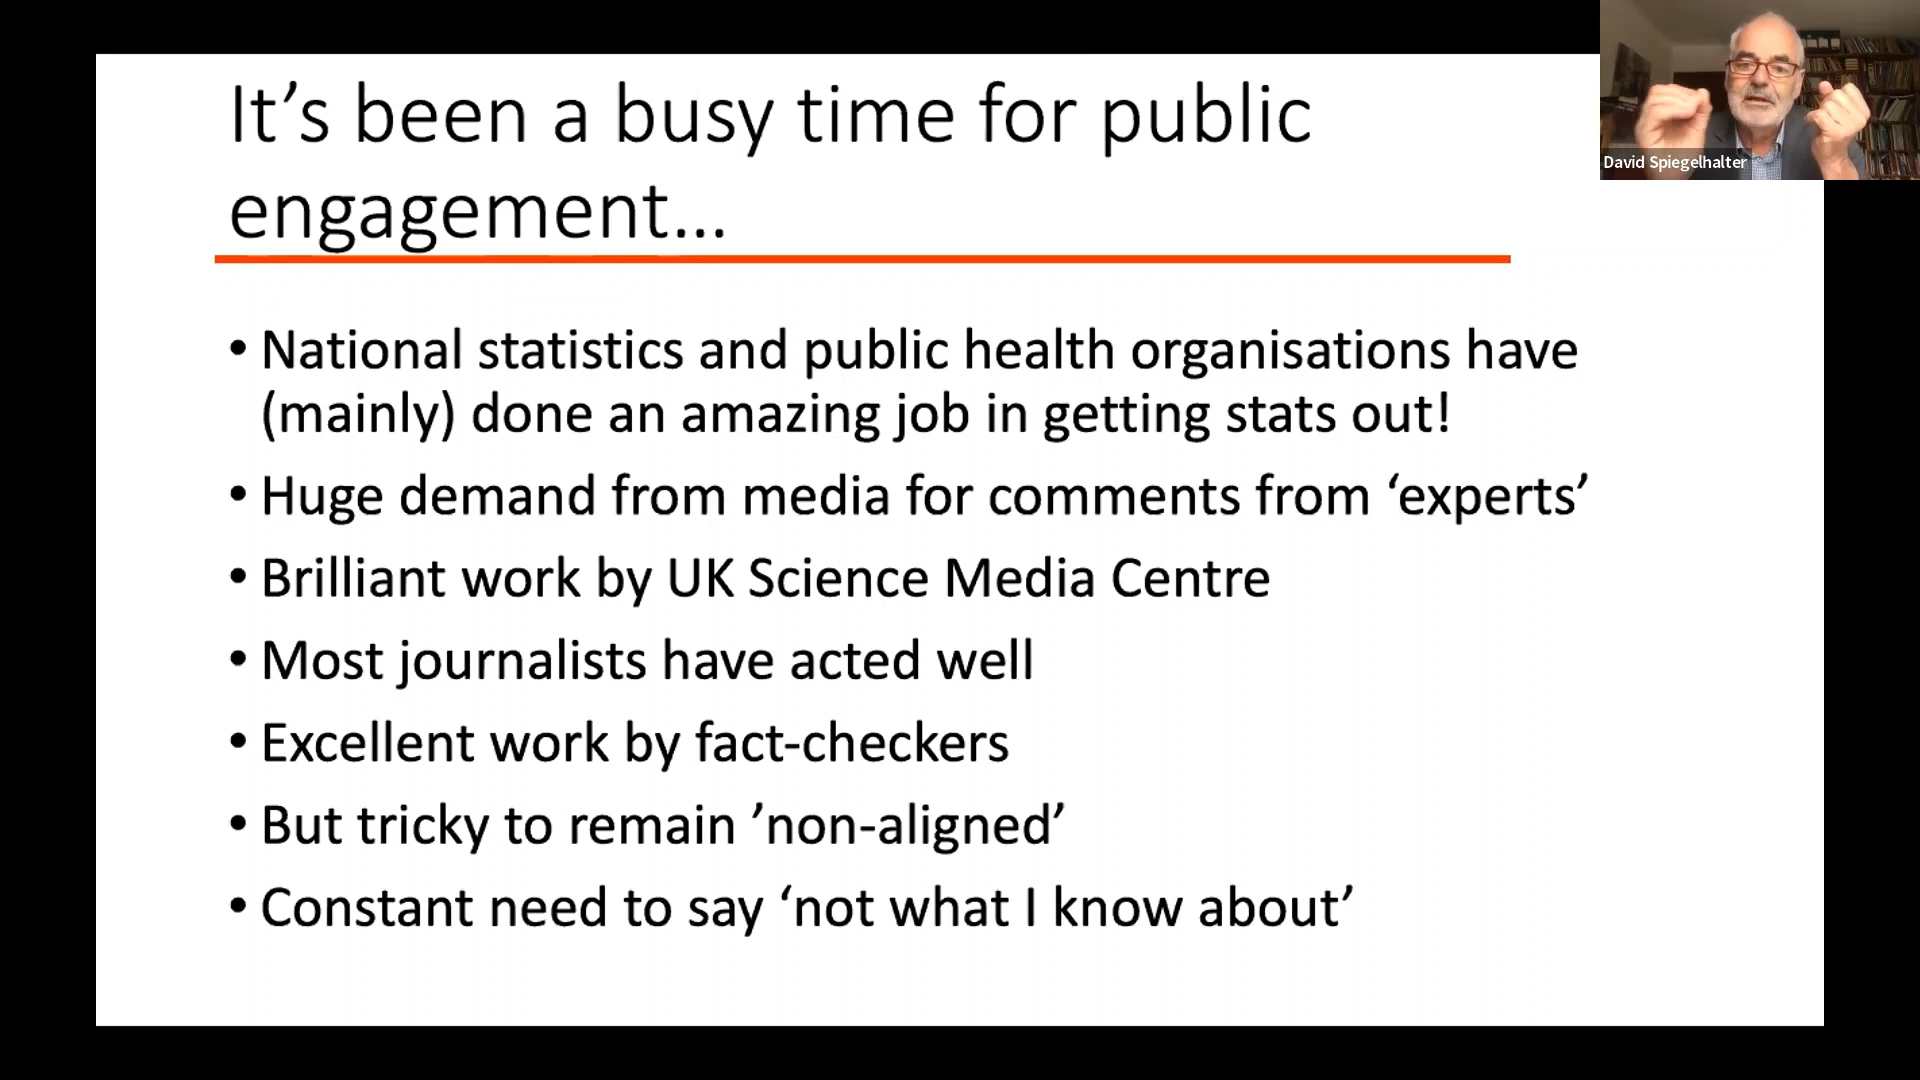 It’s been a busy time for public
engagement...
• National statistics and public health organisations have
(mainly) done an amazing job in getting stats out!
• Huge demand from media for comments from ‘experts’
• Brilliant work by UK Science Media Centre
• Most journalists have acted well
• Excellent work by fact-checkers
• But tricky to remain ’non-aligned’
• Constant need to say ‘not what I know about’
David Spiegelhalter